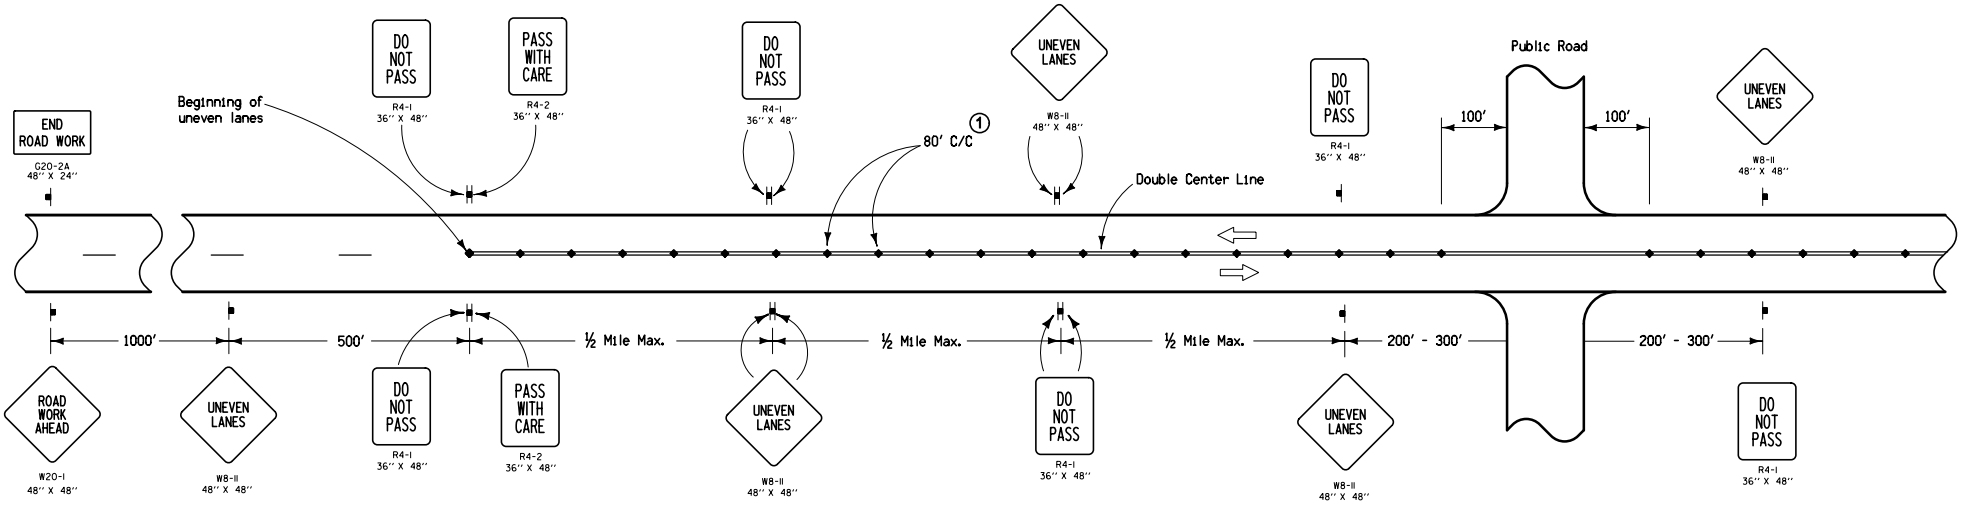 DO
NOT
PASS
R4-1
36'' X 48''
PASS
WITH
CARE
R4-2
36'' X 48''
DO
NOT
PASS
R4-1
36'' X 48''
UNEVEN
LANES
W8-11
48'' X 48''
DO
NOT
PASS
R4-1
36'' X 48''
Public Road
UNEVEN
LANES
W8-11
48'' X 48''
END
ROAD WORK
G20-2A
48'' X 24''
Beginning of
uneven lanes
80' C/C
1
Double Center Line
100'
100'
1000'
500'
½ Mile Max.
½ Mile Max.
½ Mile Max.
200' - 300'
200' - 300'
ROAD
WORK
AHEAD
W20-1
48'' X 48''
UNEVEN
LANES
W8-11
48'' X 48''
DO
NOT
PASS
R4-1
36'' X 48''
PASS
WITH
CARE
R4-2
36'' X 48''
UNEVEN
LANES
W8-11
48'' X 48''
DO
NOT
PASS
R4-1
36'' X 48''
UNEVEN
LANES
W8-11
48'' X 48''
DO
NOT
PASS
R4-1
36'' X 48''